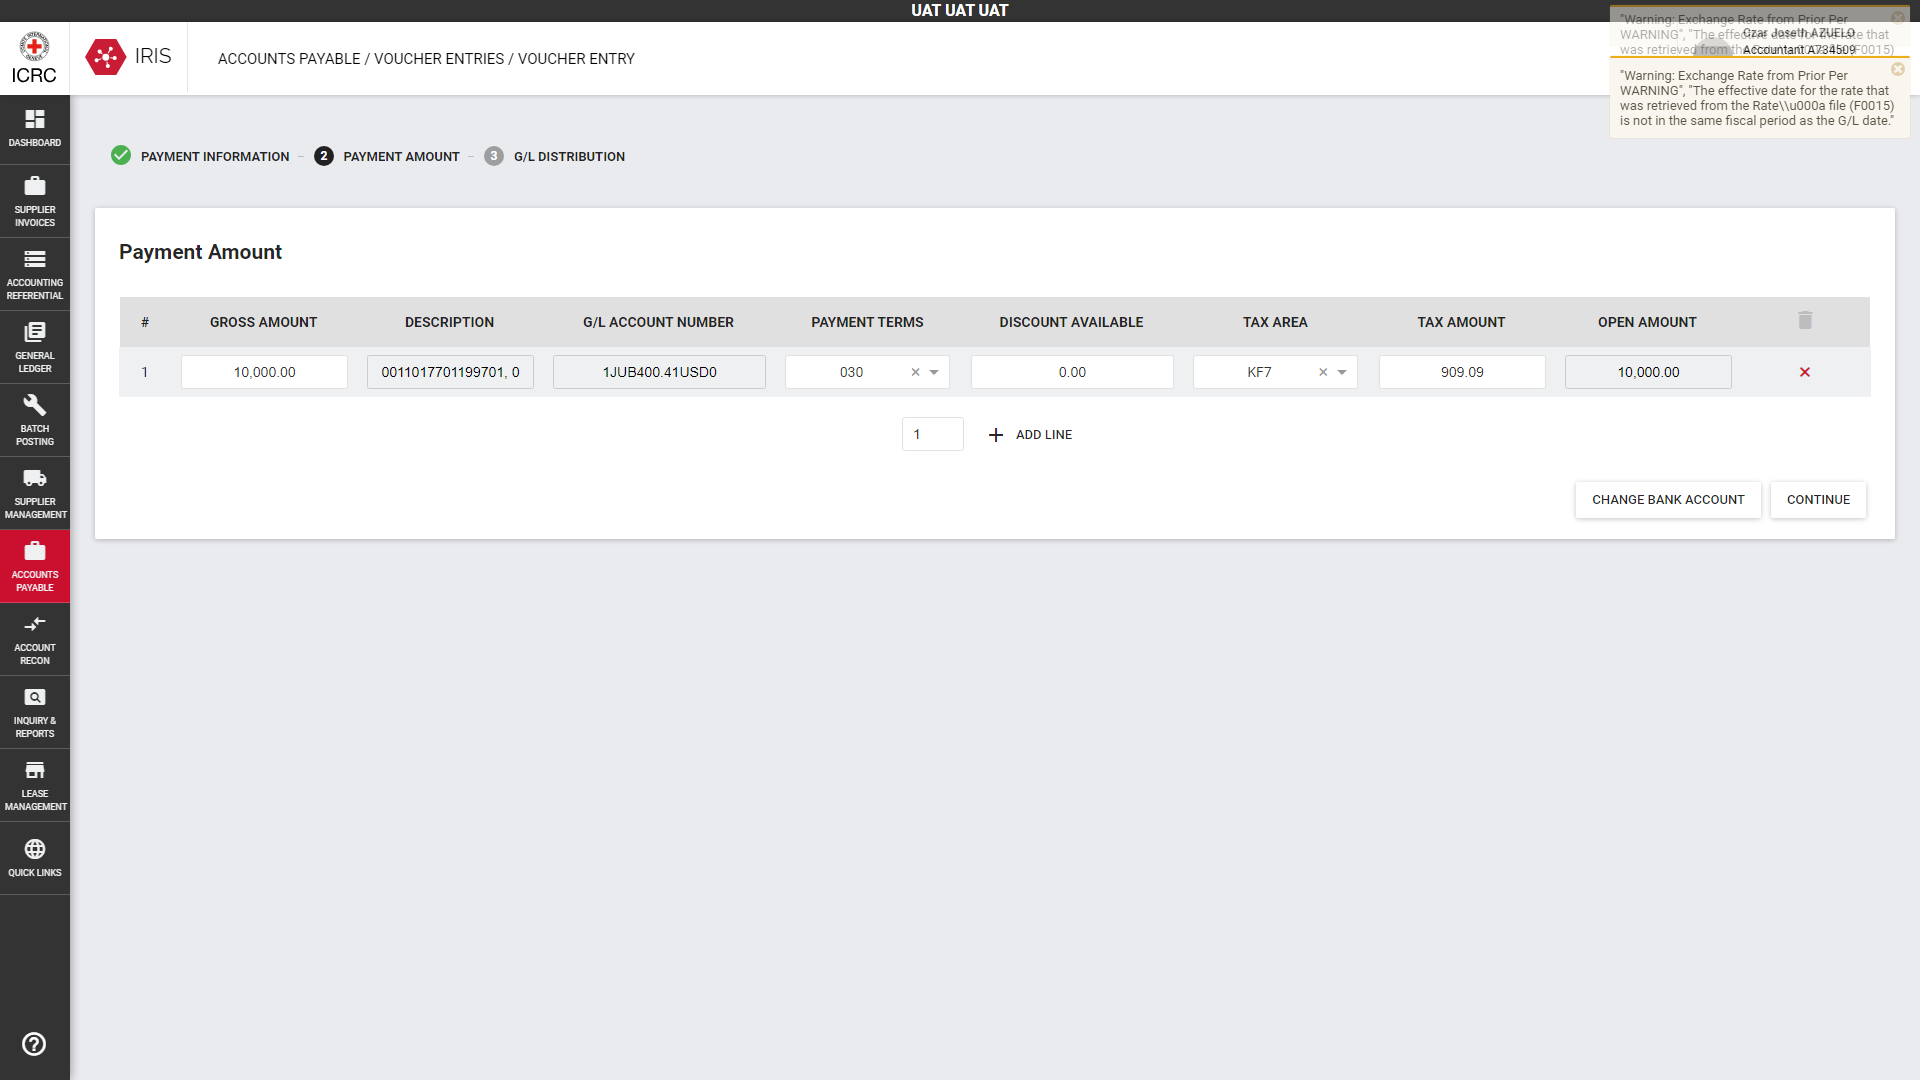 UAT UAT UAT
ICRC
IRIS
ACCOUNTS PAYABLE / VOUCHER ENTRIES / VOUCHER ENTRY
"Warning: Exchange Rate from Prior Per
WARNING", "The effective date for the rate that
was retrieved from the
(F0015)
Czar Joseth AZUELO
Accountant A734509
"Warning: Exchange Rate from Prior Per
WARNING", "The effective date for the rate that
was retrieved from the Rate\\u000a file (F0015)
is not in the same fiscal period as the G/L date."
DASHBOARD
SUPPLIER
INVOICES
ACCOUNTING
REFERENTIAL
GENERAL
LEDGER
BATCH
POSTING
SUPPLIER
MANAGEMENT
ACCOUNTS
PAYABLE
ACCOUNT
RECON
INQUIRY &
REPORTS
LEASE
MANAGEMENT
QUICK LINKS
PAYMENT INFORMATION – 2 PAYMENT AMOUNT – 3 G/L DISTRIBUTION
Payment Amount
# GROSS AMOUNT DESCRIPTION G/L ACCOUNT NUMBER PAYMENT TERMS DISCOUNT AVAILABLE TAX AREA TAX AMOUNT OPEN AMOUNT
1 10,000.00 0011017701199701, 0 1JUB400.41USD0 030 0.00 KF7 909.09 10,000.00
1 ADD LINE
CHANGE BANK ACCOUNT CONTINUE